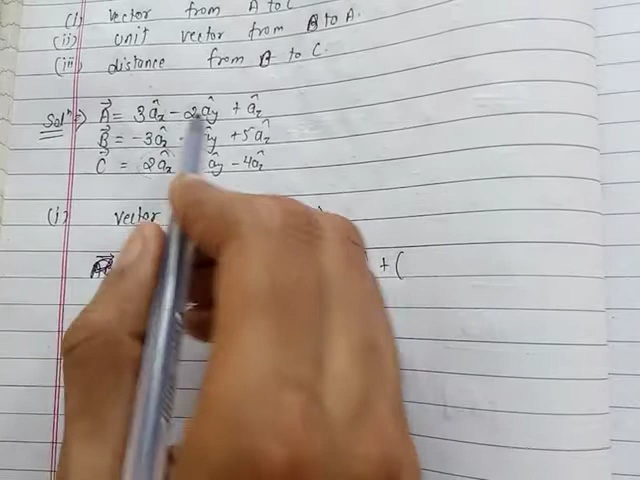 (i) vector from A to C
(ii) unit vector from B to A.
(iii) distance from B to C.
Solⁿ ⇒ A⃗ = 3âx − 2ây + âz
B⃗ = −3âx − ây + 5âz
C⃗ = 2âx ây − 4âz
(i) vector
+ (